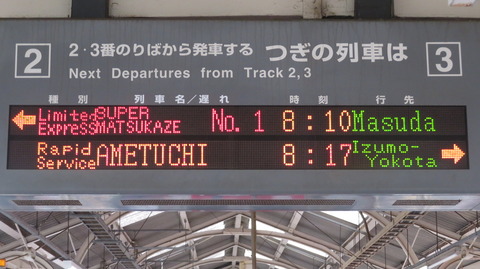 2
2・3番のりばから発車する つぎの列車は
Next Departures from Track 2,3
3
種別 列車名/遅れ 時刻 行先
Limited Express SUPER MATSUKAZE No.1 8:10 Masuda
Rapid Service AMETUCHI 8:17 Izumo-Yokota